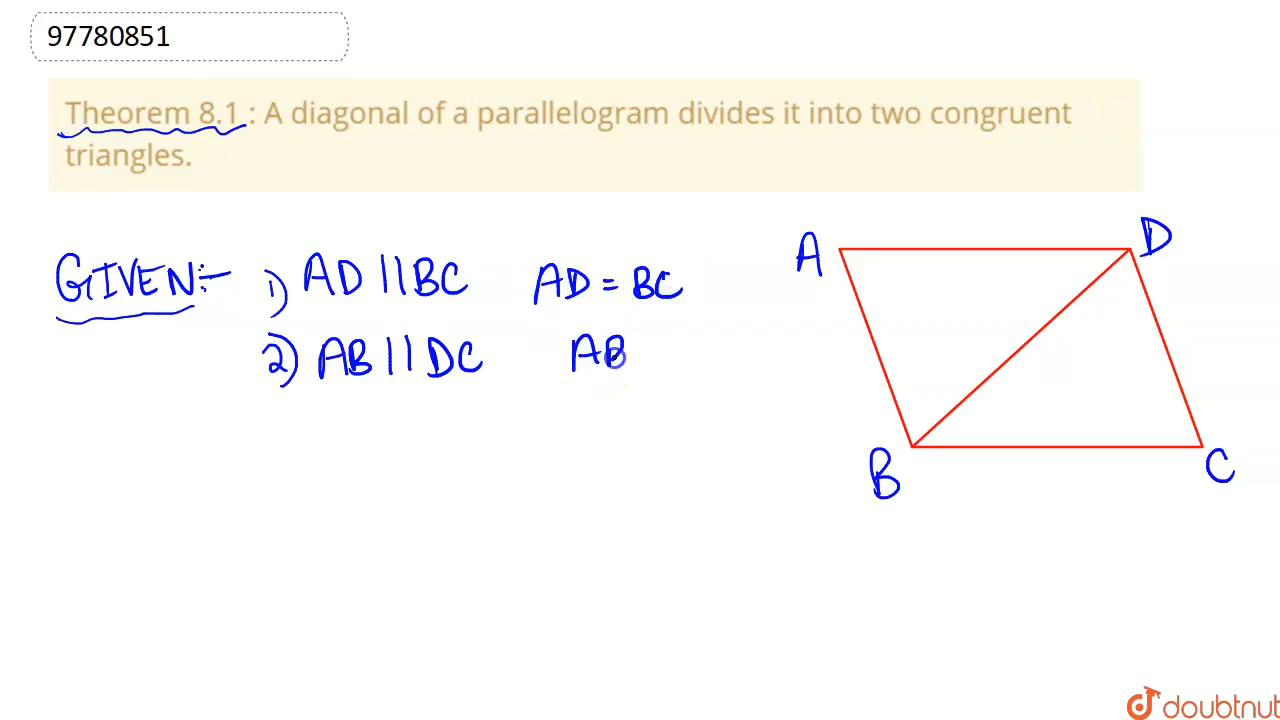 97780851
Theorem 8.1 : A diagonal of a parallelogram divides it into two congruent
triangles.
GIVEN:- 1) AD || BC AD = BC
2) AB || DC AB
A
D
B
C
doubtnut